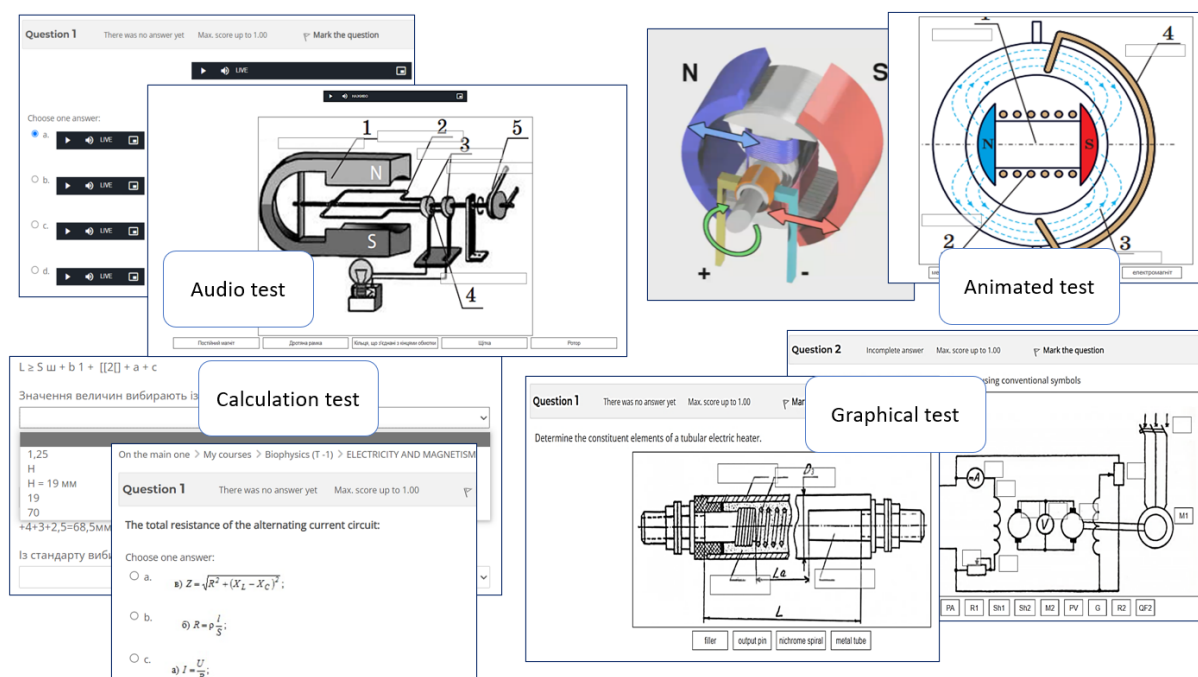 Question 1 There was no answer yet Max. score up to 1.00 Mark the question
LIVE
Choose one answer:
a. LIVE
b. LIVE
c. LIVE
d. LIVE
1 2 3 5
N
S
4
Постійний магніт Дротяна рамка Кільця, що з'єднані з кінцями обмотки Щітка Ротор
Audio test
N S
+ -
1 4
N S
2 3
електромагніт
Animated test
L ≥ S ш + b 1 + [[2[] + a + c
Значення величин вибирають із
1,25
H
H = 19 мм
19
70
+4+3+2,5=68,5мм
Із стандарту
Calculation test
On the main one > My courses > Biophysics (T -1) > ELECTRICITY AND MAGNETISM
Question 1 There was no answer yet Max. score up to 1.00
The total resistance of the alternating current circuit:
Choose one answer:
a. в) Z = √R² + (X_L − X_C)² ;
b. б) R = ρ l/S ;
c. а) I = U/R ;
Question 1 There was no answer yet Max. score up to 1.00
Determine the constituent elements of a tubular electric heater.
La
L
filler output pin nichrome spiral metal tube
Graphical test
Question 2 Incomplete answer Max. score up to 1.00 Mark the question
using conventional symbols
mA
V
M1
PA R1 Sh1 Sh2 M2 PV G R2 QF2